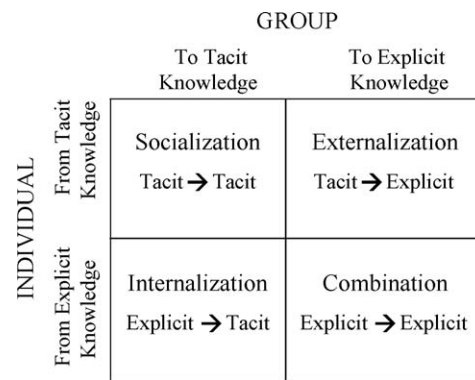 GROUP
To Tacit
Knowledge
To Explicit
Knowledge
INDIVIDUAL
From Tacit
Knowledge
Socialization
Tacit → Tacit
Externalization
Tacit → Explicit
From Explicit
Knowledge
Internalization
Explicit → Tacit
Combination
Explicit → Explicit